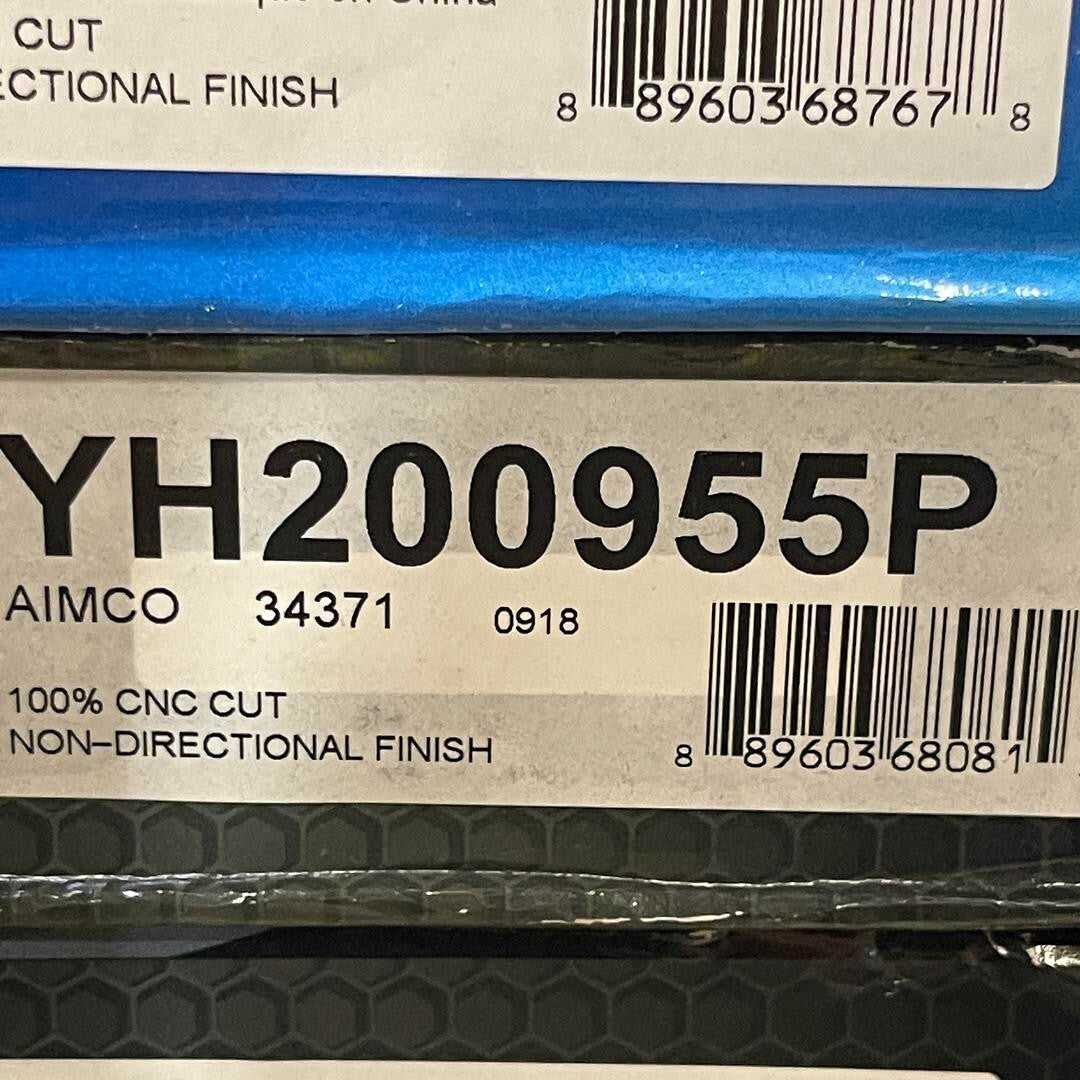 CUT
ECTIONAL FINISH
8 89603 68767 8
YH200955P
AIMCO 34371 0918
100% CNC CUT
NON-DIRECTIONAL FINISH
8 89603 68081